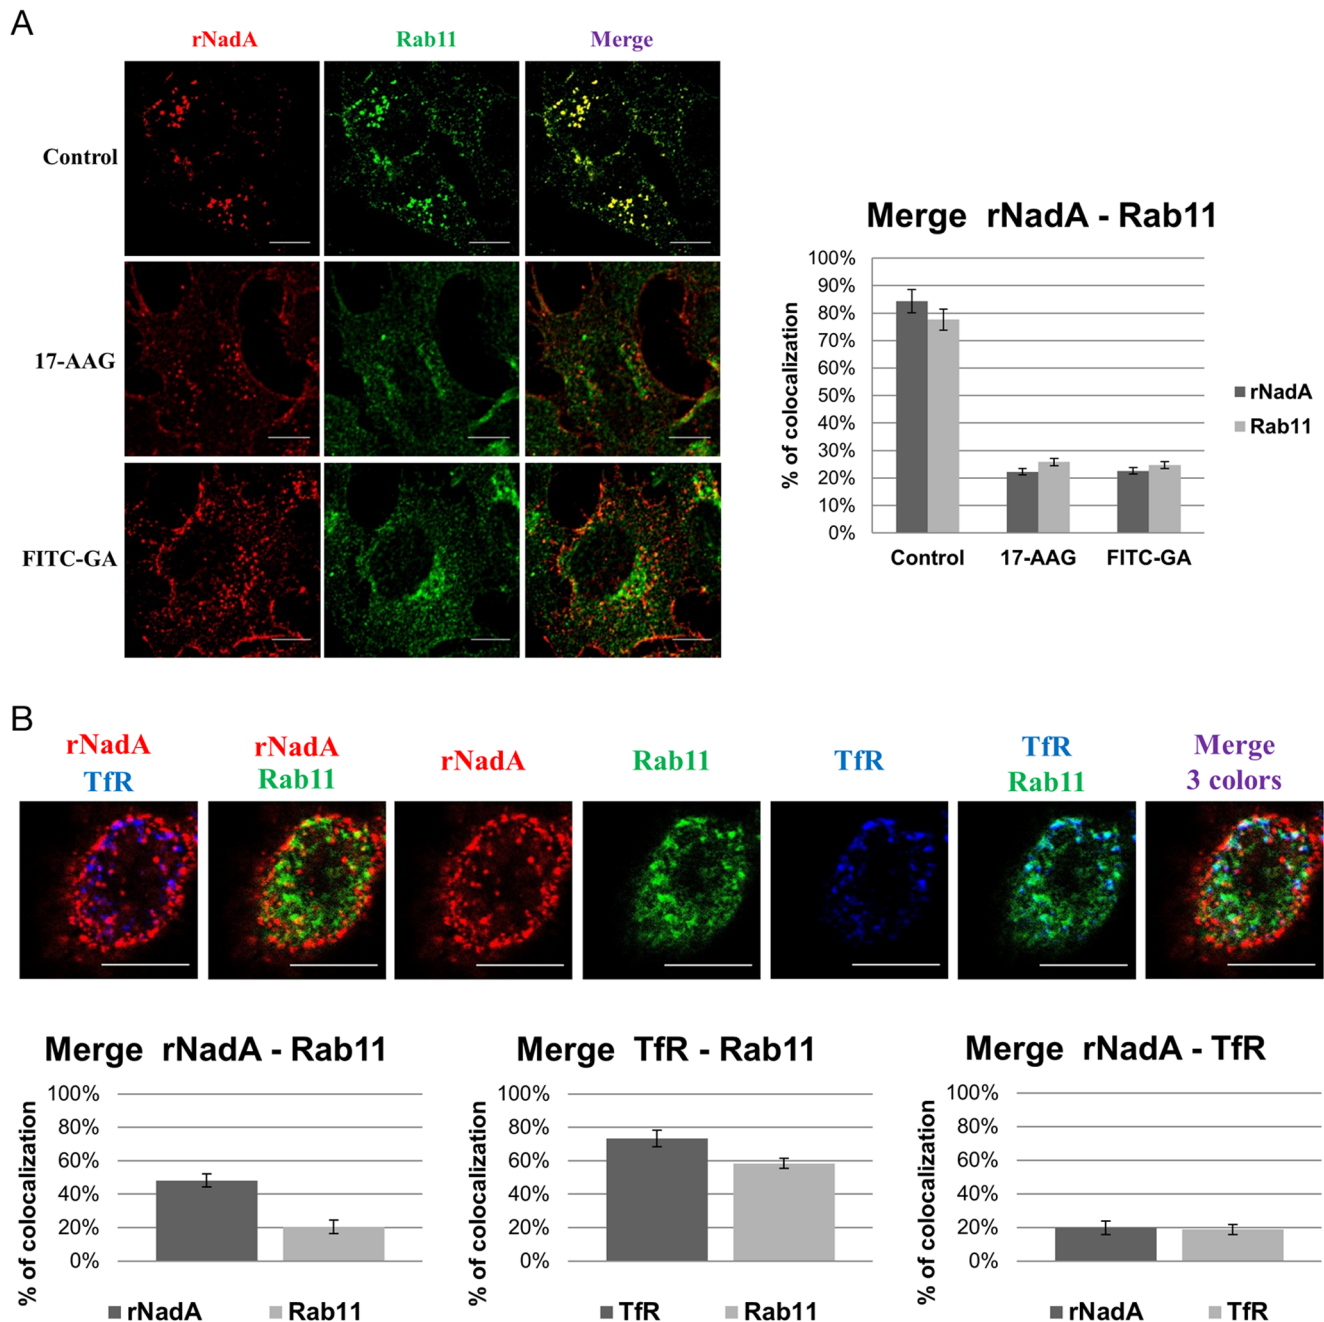 A
rNadA
Rab11
Merge
Control
17-AAG
FITC-GA
Merge rNadA - Rab11
% of colocalization
100%
90%
80%
70%
60%
50%
40%
30%
20%
10%
0%
Control
17-AAG
FITC-GA
rNadA
Rab11
B
rNadA
TfR
rNadA
Rab11
rNadA
Rab11
TfR
TfR
Rab11
Merge
3 colors
Merge rNadA - Rab11
% of colocalization
100%
80%
60%
40%
20%
0%
rNadA
Rab11
Merge TfR - Rab11
% of colocalization
100%
80%
60%
40%
20%
0%
TfR
Rab11
Merge rNadA - TfR
% of colocalization
100%
80%
60%
40%
20%
0%
rNadA
TfR